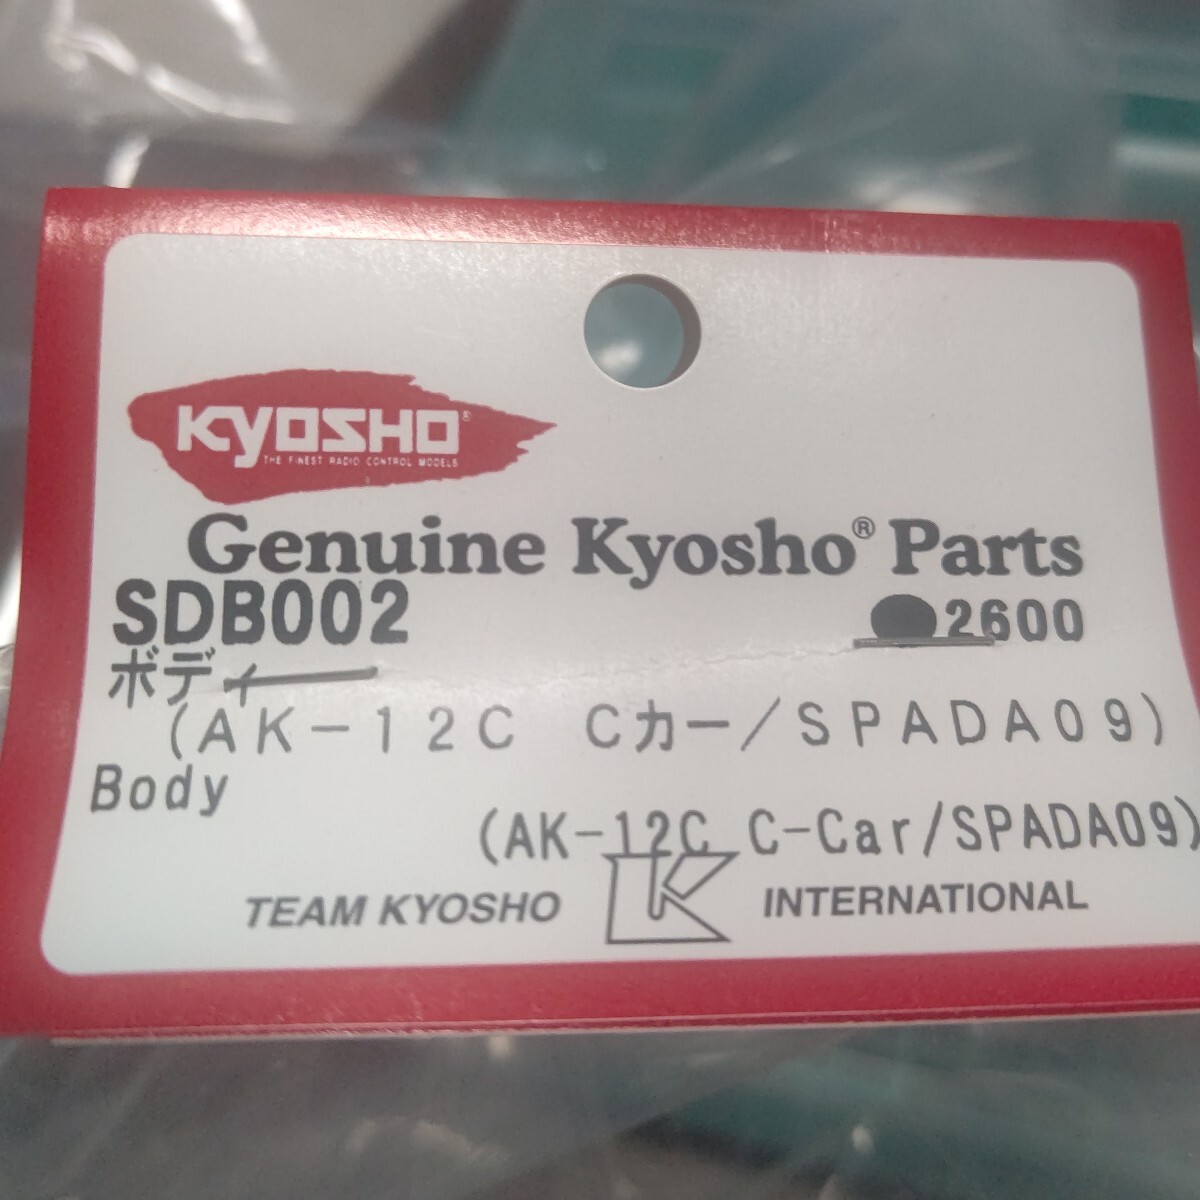 KYOSHO®
THE FINEST RADIO CONTROL MODELS
Genuine Kyosho® Parts
SDB002 ●2600
ボディ
(AK-12C Cカー/SPADA09)
Body
(AK-12C C-Car/SPADA09)
TEAM KYOSHO K INTERNATIONAL